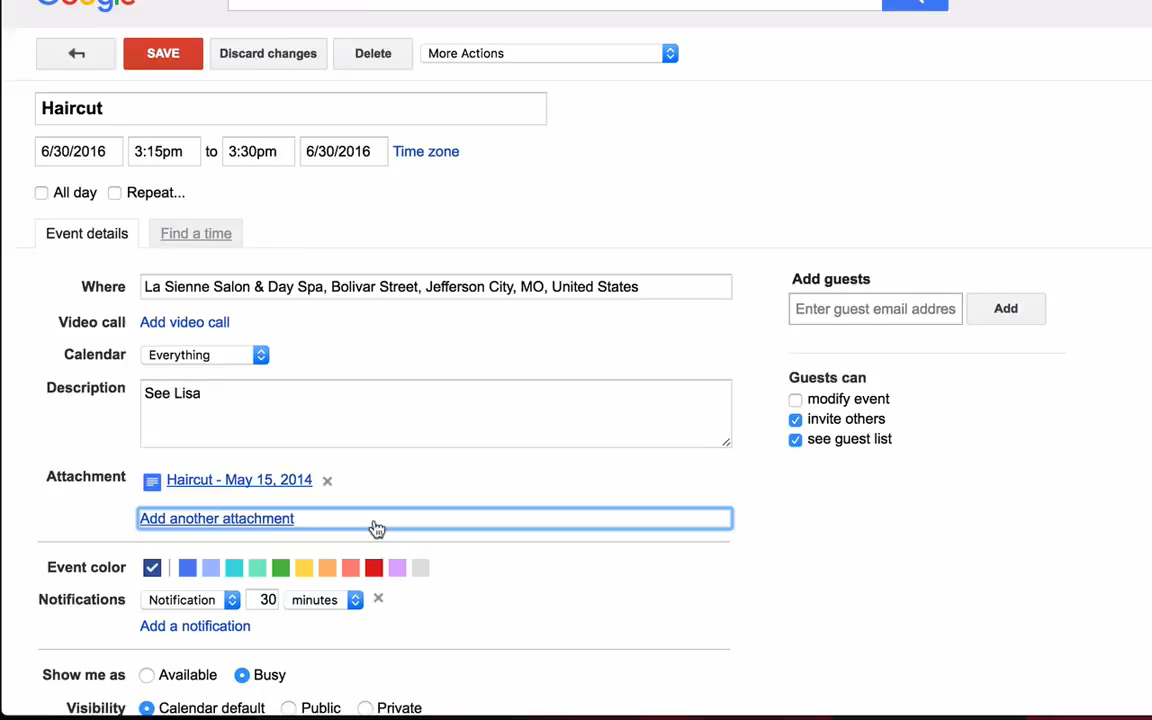 Google
SAVE Discard changes Delete More Actions
Haircut
6/30/2016 3:15pm to 3:30pm 6/30/2016 Time zone
All day Repeat...
Event details Find a time
Where La Sienne Salon & Day Spa, Bolivar Street, Jefferson City, MO, United States
Video call Add video call
Calendar Everything
Description See Lisa
Attachment Haircut - May 15, 2014
Add another attachment
Event color
Notifications Notification 30 minutes
Add a notification
Show me as Available Busy
Visibility Calendar default Public Private
Add guests
Enter guest email addres Add
Guests can
modify event
invite others
see guest list